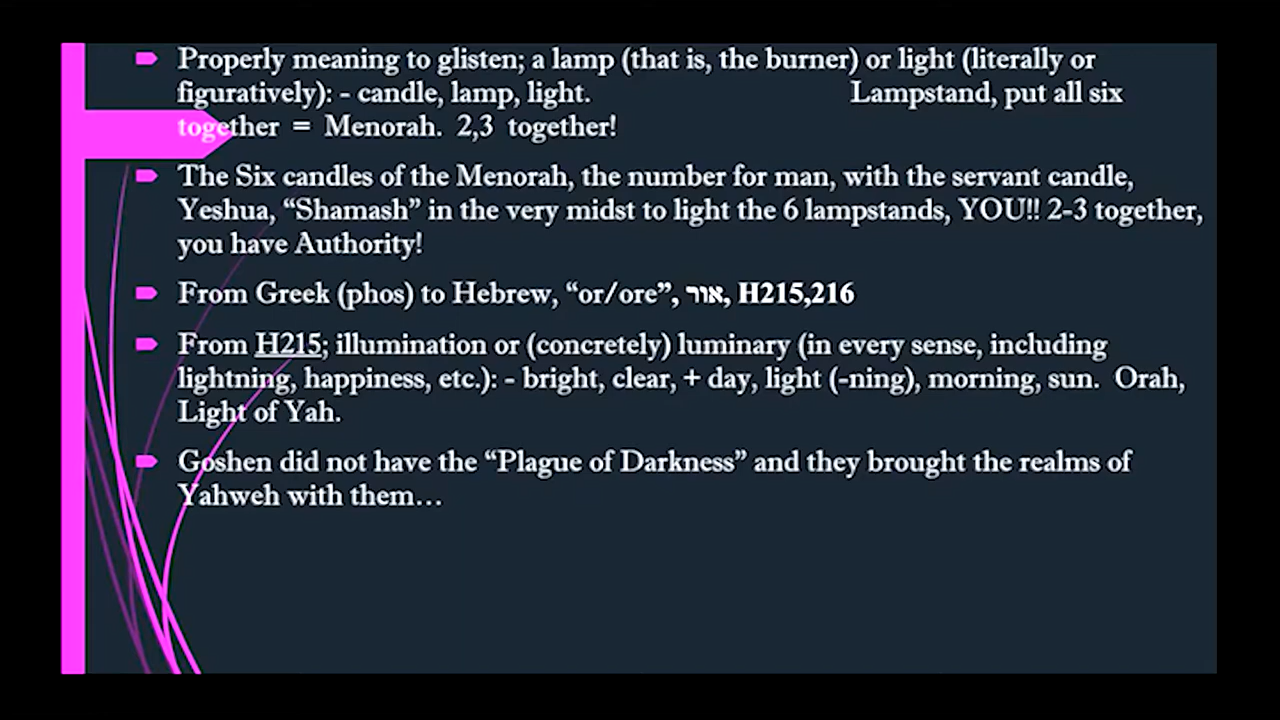 Properly meaning to glisten; a lamp (that is, the burner) or light (literally or
figuratively): - candle, lamp, light. Lampstand, put all six
together = Menorah. 2,3 together!
The Six candles of the Menorah, the number for man, with the servant candle,
Yeshua, “Shamash” in the very midst to light the 6 lampstands, YOU!! 2-3 together,
you have Authority!
From Greek (phos) to Hebrew, “or/ore”, אור, H215,216
From H215; illumination or (concretely) luminary (in every sense, including
lightning, happiness, etc.): - bright, clear, + day, light (-ning), morning, sun. Orah,
Light of Yah.
Goshen did not have the “Plague of Darkness” and they brought the realms of
Yahweh with them…